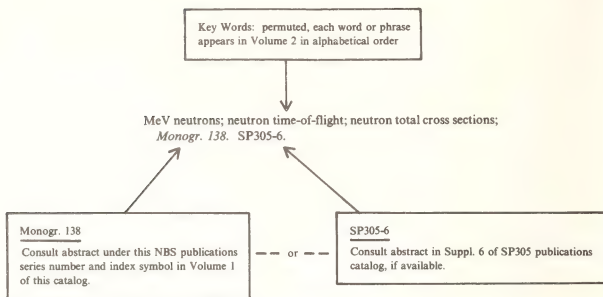 Key Words: permuted, each word or phrase
appears in Volume 2 in alphabetical order
MeV neutrons; neutron time-of-flight; neutron total cross sections;
Monogr. 138. SP305-6.
Monogr. 138
Consult abstract under this NBS publications
series number and index symbol in Volume 1
of this catalog.
-- or --
SP305-6
Consult abstract in Suppl. 6 of SP305 publications
catalog, if available.